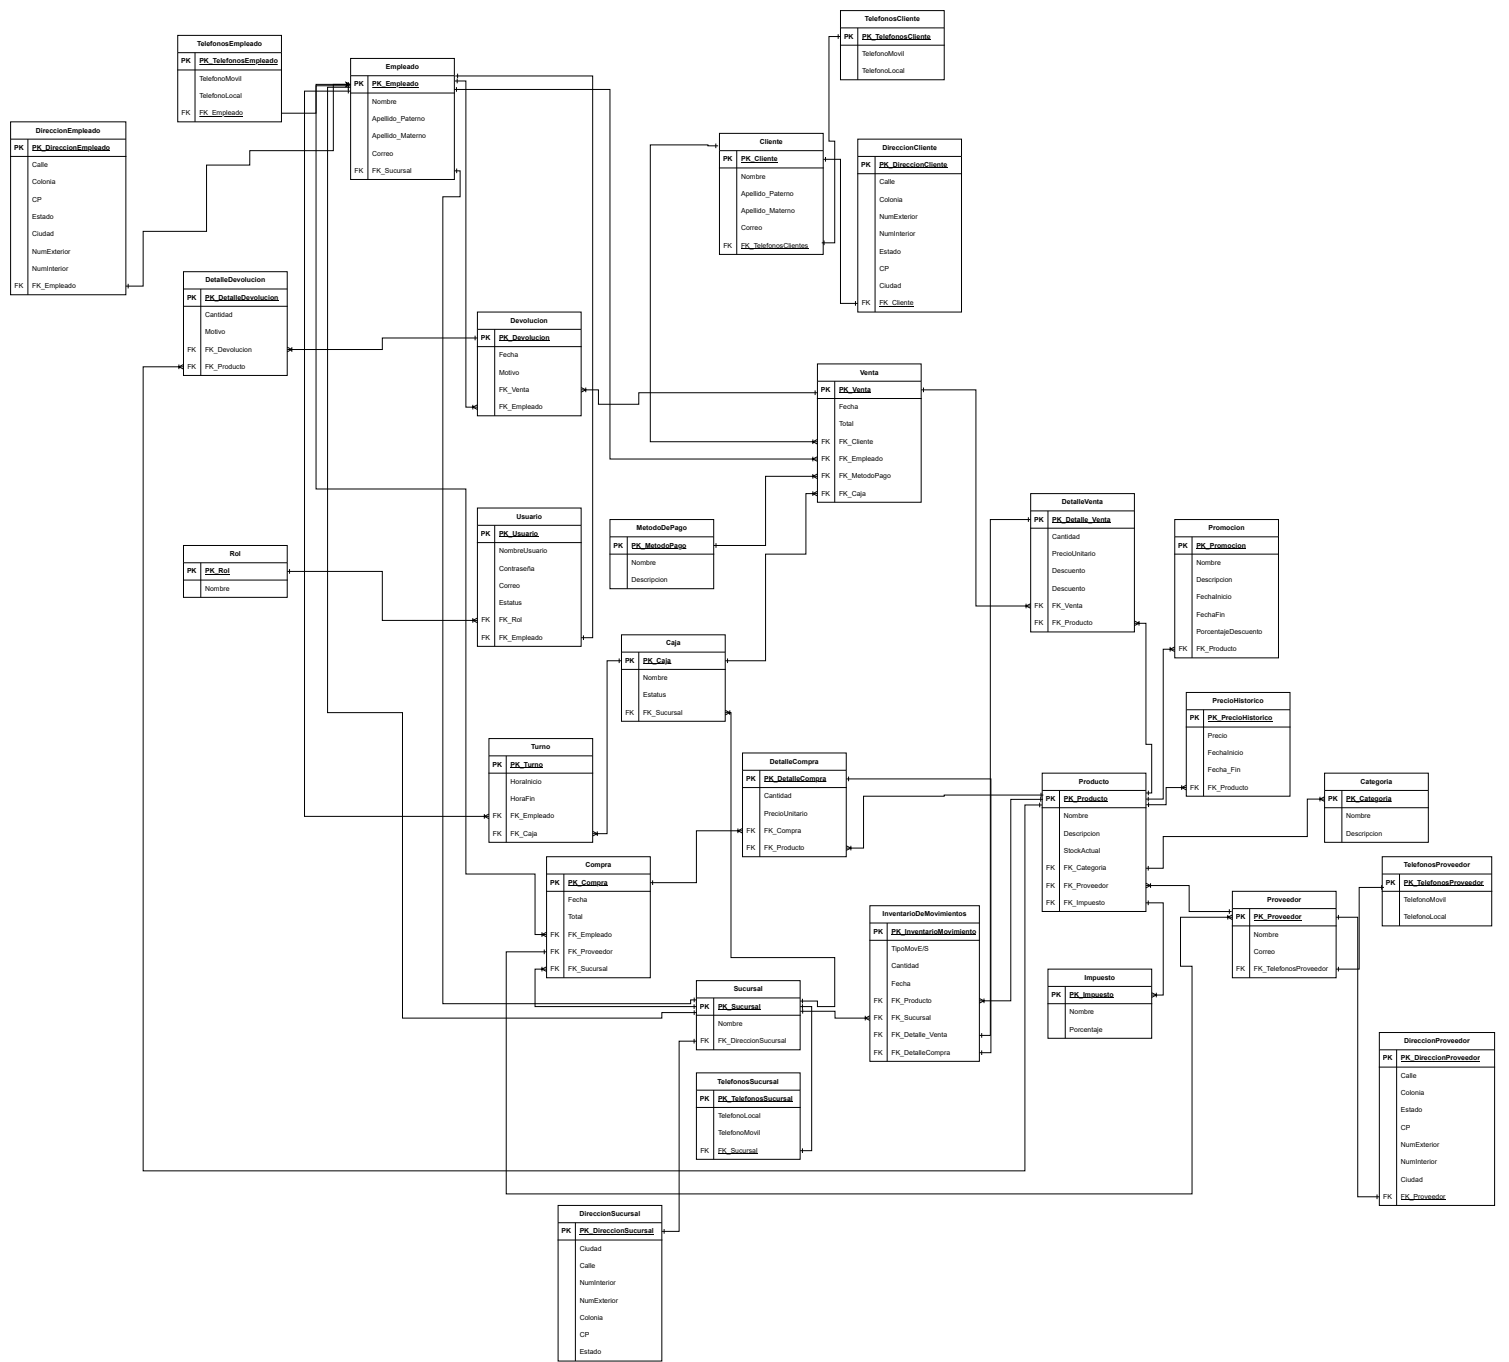 TelefonosCliente
PK PK_TelefonosCliente
TelefonoMovil
TelefonoLocal
TelefonosEmpleado
PK PK_TelefonosEmpleado
TelefonoMovil
TelefonoLocal
FK FK_Empleado
Empleado
PK PK_Empleado
Nombre
Apellido_Paterno
Apellido_Materno
Correo
FK FK_Sucursal
DireccionEmpleado
PK PK_DireccionEmpleado
Calle
Colonia
CP
Estado
Ciudad
NumExterior
NumInterior
FK FK_Empleado
Cliente
PK PK_Cliente
Nombre
Apellido_Paterno
Apellido_Materno
Correo
FK FK_TelefonosClientes
DireccionCliente
PK PK_DireccionCliente
Calle
Colonia
NumExterior
NumInterior
Estado
CP
Ciudad
FK FK_Cliente
DetalleDevolucion
PK PK_DetalleDevolucion
Cantidad
Motivo
FK FK_Devolucion
FK FK_Producto
Devolucion
PK PK_Devolucion
Fecha
Motivo
FK_Venta
FK FK_Empleado
Venta
PK PK_Venta
Fecha
Total
FK FK_Cliente
FK FK_Empleado
FK FK_MetodoPago
FK FK_Caja
DetalleVenta
PK PK_Detalle_Venta
Cantidad
PrecioUnitario
Descuento
Descuento
FK FK_Venta
FK FK_Producto
Usuario
PK PK_Usuario
NombreUsuario
Contraseña
Correo
Estatus
FK FK_Rol
FK FK_Empleado
MetodoDePago
PK PK_MetodoPago
Nombre
Descripcion
Promocion
PK PK_Promocion
Nombre
Descripcion
FechaInicio
FechaFin
PorcentajeDescuento
FK FK_Producto
Rol
PK PK_Rol
Nombre
Caja
PK PK_Caja
Nombre
Estatus
FK FK_Sucursal
PrecioHistorico
PK PK_PrecioHistorico
Precio
FechaInicio
Fecha_Fin
FK FK_Producto
Turno
PK PK_Turno
HoraInicio
HoraFin
FK FK_Empleado
FK FK_Caja
DetalleCompra
PK PK_DetalleCompra
Cantidad
PrecioUnitario
FK FK_Compra
FK FK_Producto
Producto
PK PK_Producto
Nombre
Descripcion
StockActual
FK FK_Categoria
FK FK_Proveedor
FK FK_Impuesto
Categoria
PK PK_Categoria
Nombre
Descripcion
Compra
PK PK_Compra
Fecha
Total
FK FK_Empleado
FK FK_Proveedor
FK FK_Sucursal
TelefonosProveedor
PK PK_TelefonosProveedor
TelefonoMovil
TelefonoLocal
Proveedor
PK PK_Proveedor
Nombre
Correo
FK FK_TelefonosProveedor
InventarioDeMovimientos
PK PK_InventarioMovimiento
TipoMovE/S
Cantidad
Fecha
FK FK_Producto
FK FK_Sucursal
FK FK_Detalle_Venta
FK FK_DetalleCompra
Impuesto
PK PK_Impuesto
Nombre
Porcentaje
Sucursal
PK PK_Sucursal
Nombre
FK FK_DireccionSucursal
DireccionProveedor
PK PK_DireccionProveedor
Calle
Colonia
Estado
CP
NumExterior
NumInterior
Ciudad
FK FK_Proveedor
TelefonosSucursal
PK PK_TelefonosSucursal
TelefonoLocal
TelefonoMovil
FK FK_Sucursal
DireccionSucursal
PK PK_DireccionSucursal
Ciudad
Calle
NumInterior
NumExterior
Colonia
CP
Estado